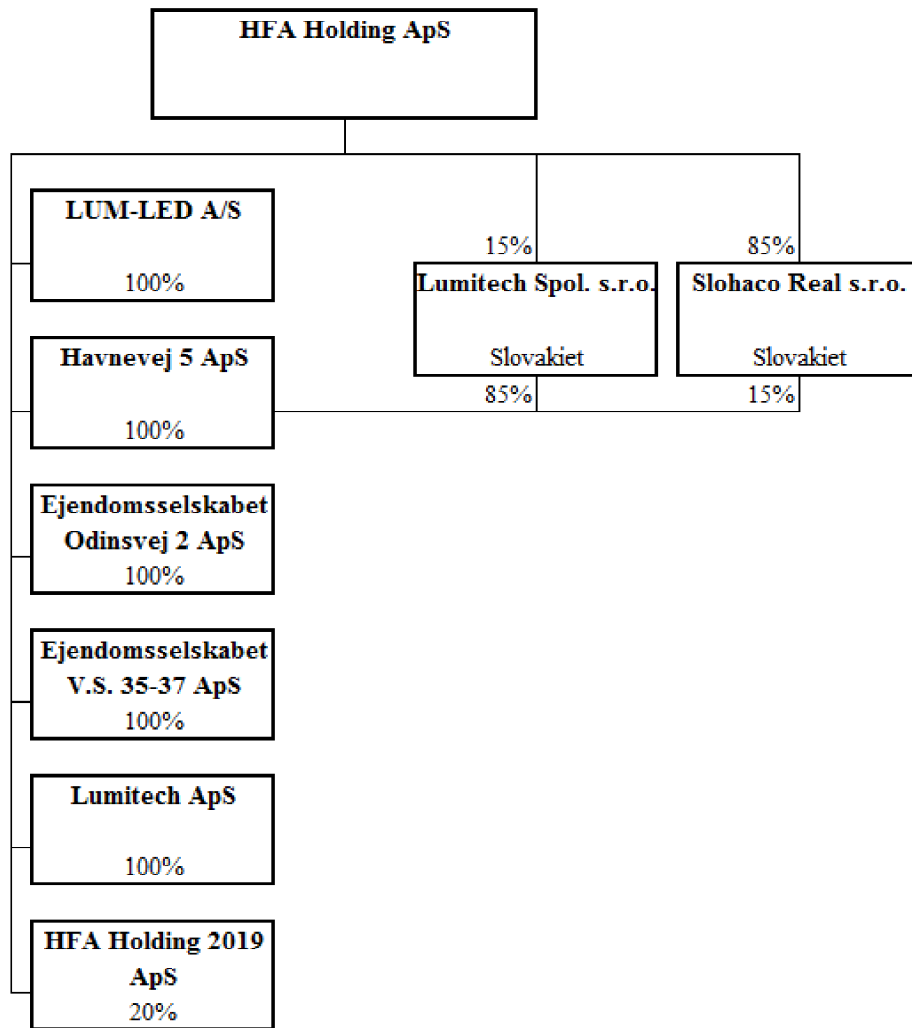 HFA Holding ApS
LUM-LED A/S
100%
15%
85%
Lumitech Spol. s.r.o.
Slovakiet
Slohaco Real s.r.o.
Slovakiet
Havnevej 5 ApS
100%
85%
15%
Ejendomsselskabet
Odinsvej 2 ApS
100%
Ejendomsselskabet
V.S. 35-37 ApS
100%
Lumitech ApS
100%
HFA Holding 2019
ApS
20%